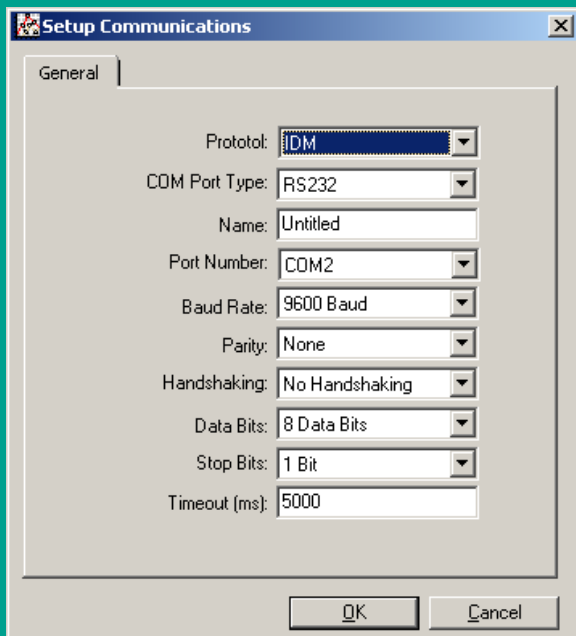 Setup Communications
General
Prototol: IDM
COM Port Type: RS232
Name: Untitled
Port Number: COM2
Baud Rate: 9600 Baud
Parity: None
Handshaking: No Handshaking
Data Bits: 8 Data Bits
Stop Bits: 1 Bit
Timeout (ms): 5000
OK Cancel